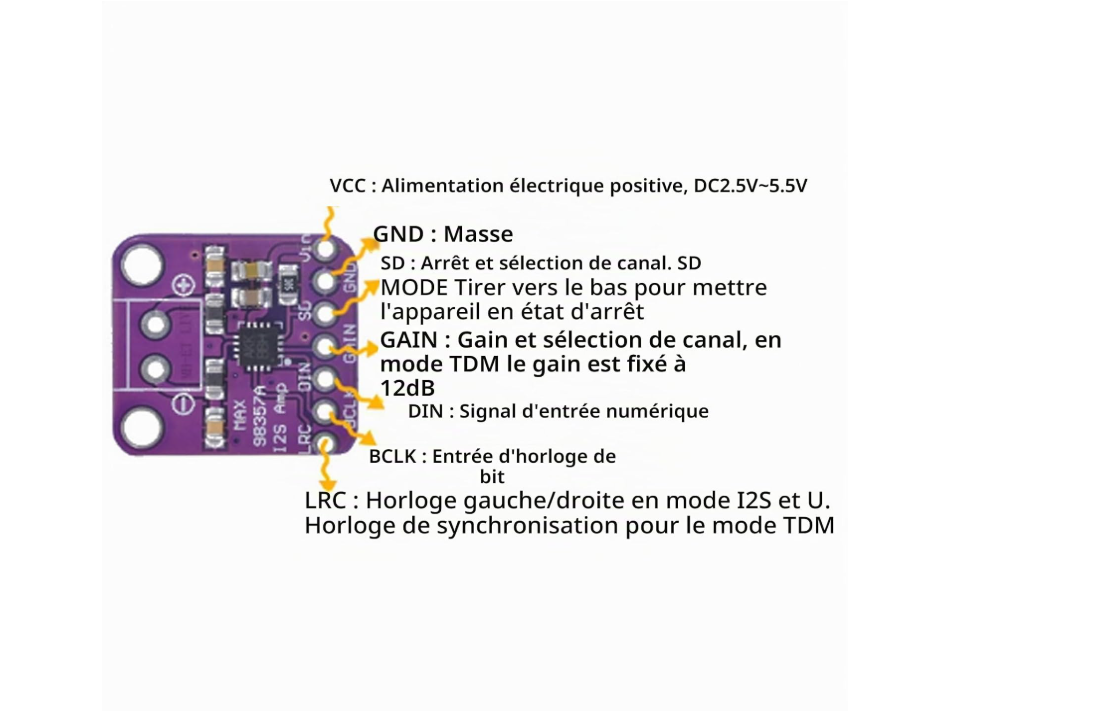 VCC : Alimentation électrique positive, DC2.5V~5.5V
GND : Masse
SD : Arrêt et sélection de canal. SD
MODE Tirer vers le bas pour mettre
l'appareil en état d'arrêt
GAIN : Gain et sélection de canal, en
mode TDM le gain est fixé à
12dB
DIN : Signal d'entrée numérique
BCLK : Entrée d'horloge de
bit
LRC : Horloge gauche/droite en mode I2S et U.
Horloge de synchronisation pour le mode TDM
Vin
GND
SD
GAIN
DIN
BCLK
LRC
MAX
98357A
I2S Amp